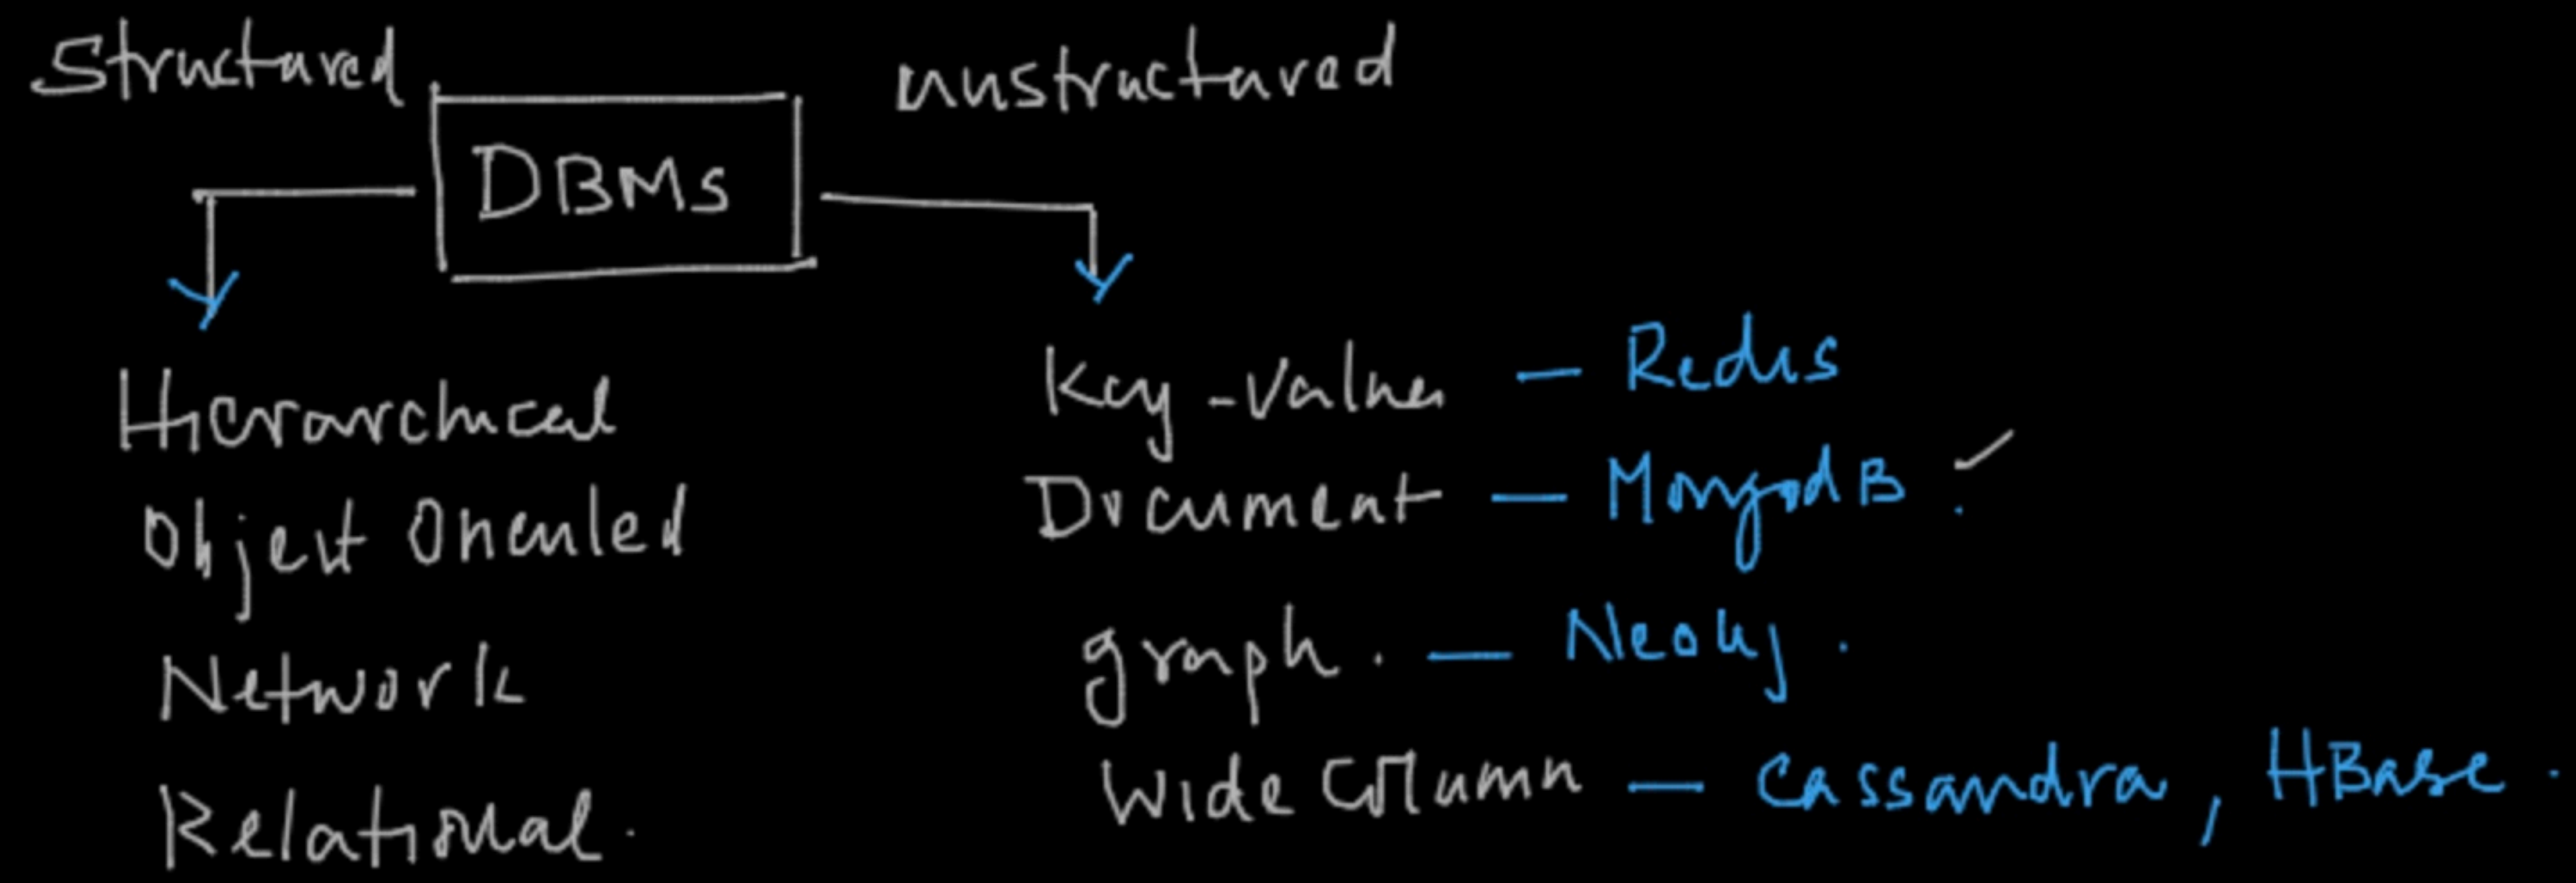 Structured
unstructured
DBMS
Hierarchical
Object Oriented
Network
Relational.
Key-Value - Redis
Document - MongodB
graph. - Neo4j.
Wide Column - Cassandra, HBase.